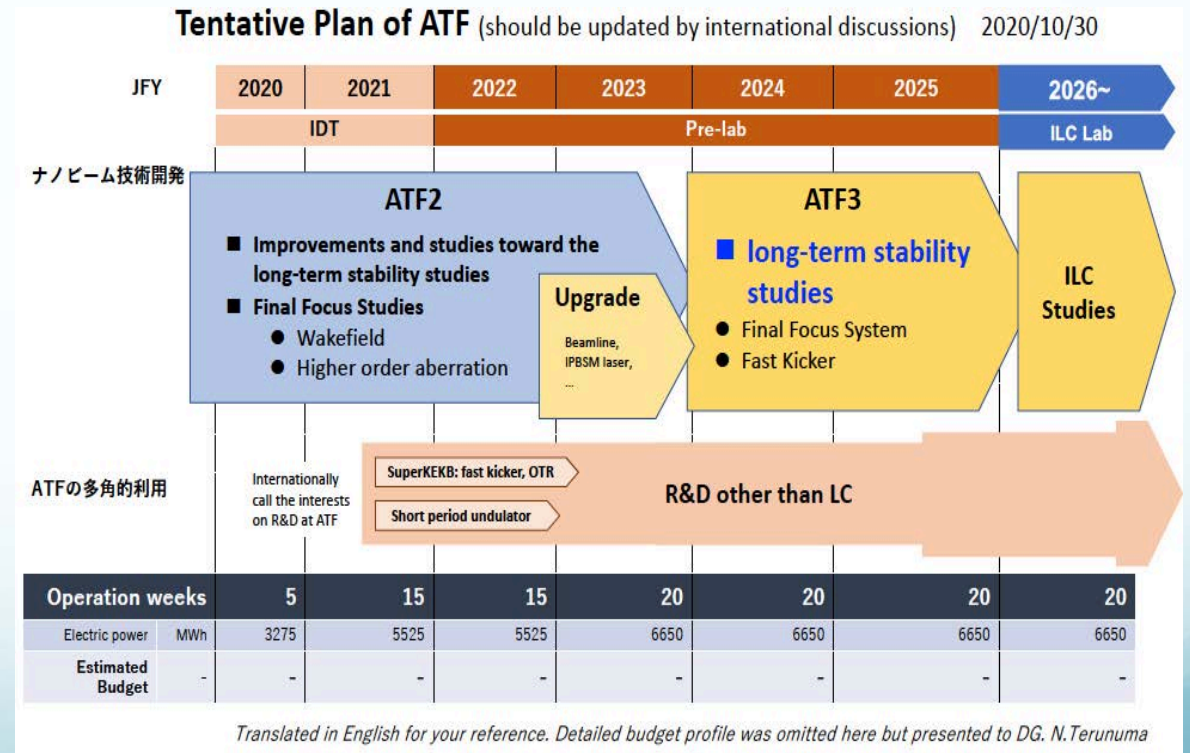 Tentative Plan of ATF (should be updated by international discussions) 2020/10/30
JFY 2020 2021 2022 2023 2024 2025 2026~
IDT Pre-lab ILC Lab
ナノビーム技術開発
ATF2
■ Improvements and studies toward the
long-term stability studies
■ Final Focus Studies
● Wakefield
● Higher order aberration
Upgrade
Beamline,
IPBSM laser,
...
ATF3
■ long-term stability
studies
● Final Focus System
● Fast Kicker
ILC
Studies
ATFの多角的利用
Internationally
call the interests
on R&D at ATF
SuperKEKB: fast kicker, OTR
Short period undulator
R&D other than LC
Operation weeks 5 15 15 20 20 20 20
Electric power MWh 3275 5525 5525 6650 6650 6650 6650
Estimated
Budget - - - - - - - -
Translated in English for your reference. Detailed budget profile was omitted here but presented to DG. N.Terunuma